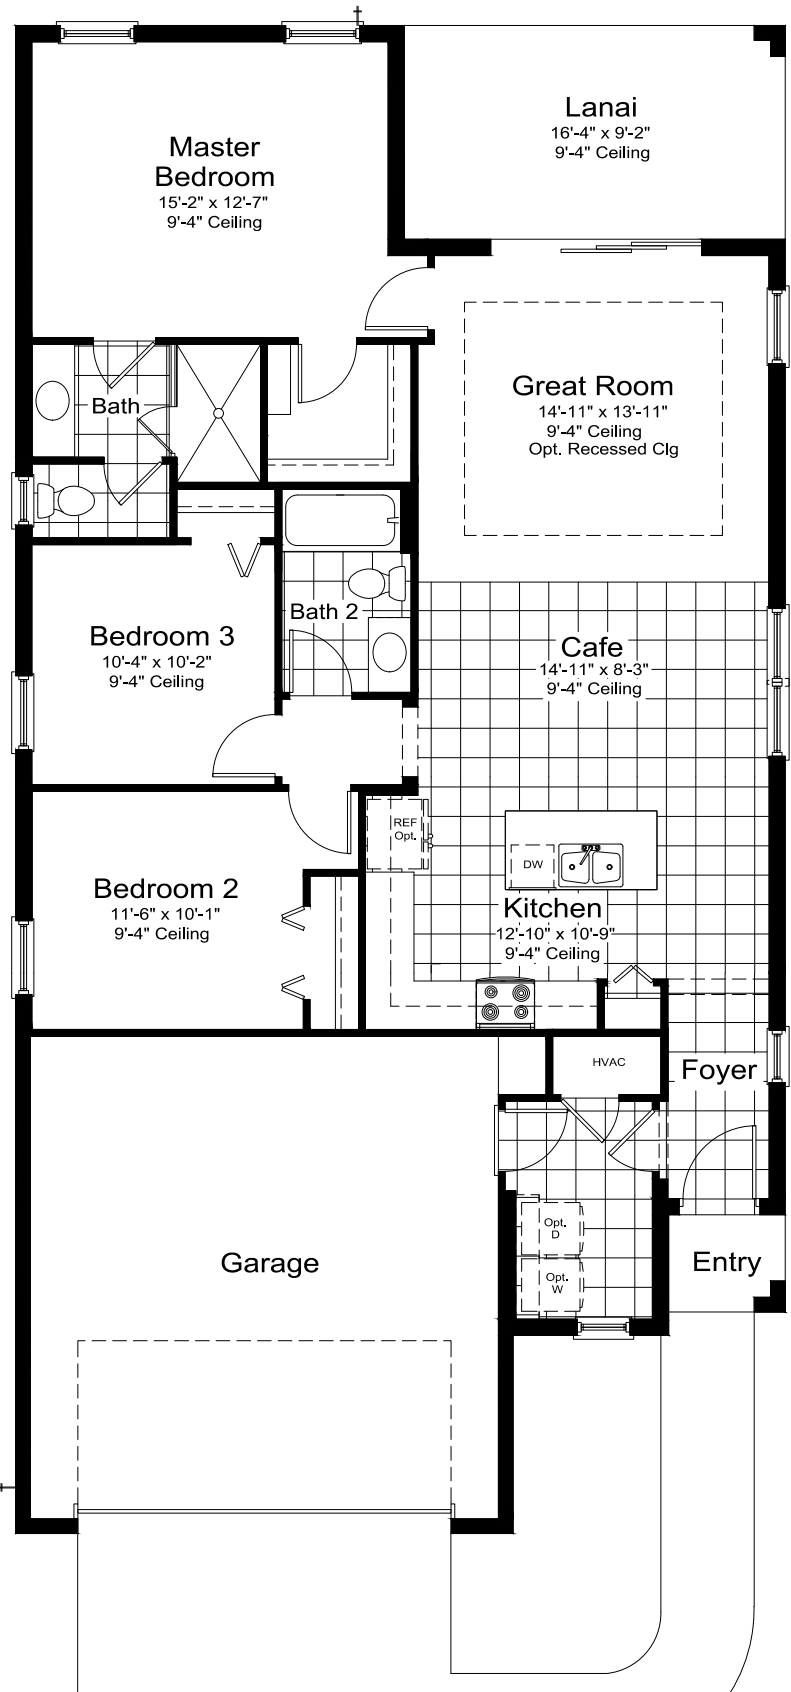 Lanai
16'-4" x 9'-2"
9'-4" Ceiling
Master
Bedroom
15'-2" x 12'-7"
9'-4" Ceiling
Great Room
14'-11" x 13'-11"
9'-4" Ceiling
Opt. Recessed Clg
Bath
Bath 2
Bedroom 3
10'-4" x 10'-2"
9'-4" Ceiling
Cafe
14'-11" x 8'-3"
9'-4" Ceiling
REF
Opt.
DW
Bedroom 2
11'-6" x 10'-1"
9'-4" Ceiling
Kitchen
12'-10" x 10'-9"
9'-4" Ceiling
HVAC
Foyer
Opt.
D
Opt.
W
Garage
Entry